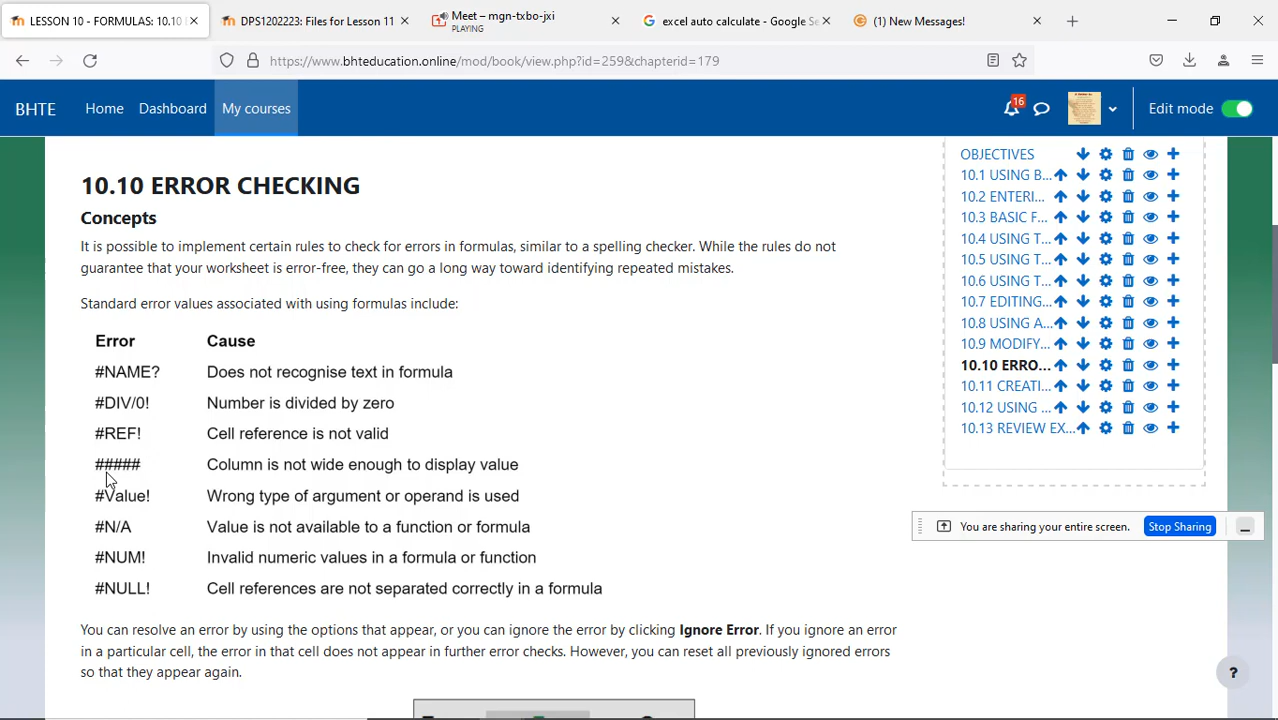 LESSON 10 - FORMULAS: 10.10
DPS1202223: Files for Lesson 11
Meet – mgn-txbo-jxi
PLAYING
excel auto calculate - Google Se
(1) New Messages!
https://www.bhteducation.online/mod/book/view.php?id=259&chapterid=179
BHTE
Home
Dashboard
My courses
16
Edit mode
10.10 ERROR CHECKING
Concepts
It is possible to implement certain rules to check for errors in formulas, similar to a spelling checker. While the rules do not
guarantee that your worksheet is error-free, they can go a long way toward identifying repeated mistakes.
Standard error values associated with using formulas include:
Error Cause
#NAME? Does not recognise text in formula
#DIV/0! Number is divided by zero
#REF! Cell reference is not valid
##### Column is not wide enough to display value
#Value! Wrong type of argument or operand is used
#N/A Value is not available to a function or formula
#NUM! Invalid numeric values in a formula or function
#NULL! Cell references are not separated correctly in a formula
You can resolve an error by using the options that appear, or you can ignore the error by clicking Ignore Error. If you ignore an error
in a particular cell, the error in that cell does not appear in further error checks. However, you can reset all previously ignored errors
so that they appear again.
OBJECTIVES
10.1 USING B...
10.2 ENTERI...
10.3 BASIC F...
10.4 USING T...
10.5 USING T...
10.6 USING T...
10.7 EDITING...
10.8 USING A...
10.9 MODIFY...
10.10 ERRO...
10.11 CREATI...
10.12 USING ...
10.13 REVIEW EX...
You are sharing your entire screen.
Stop Sharing
?